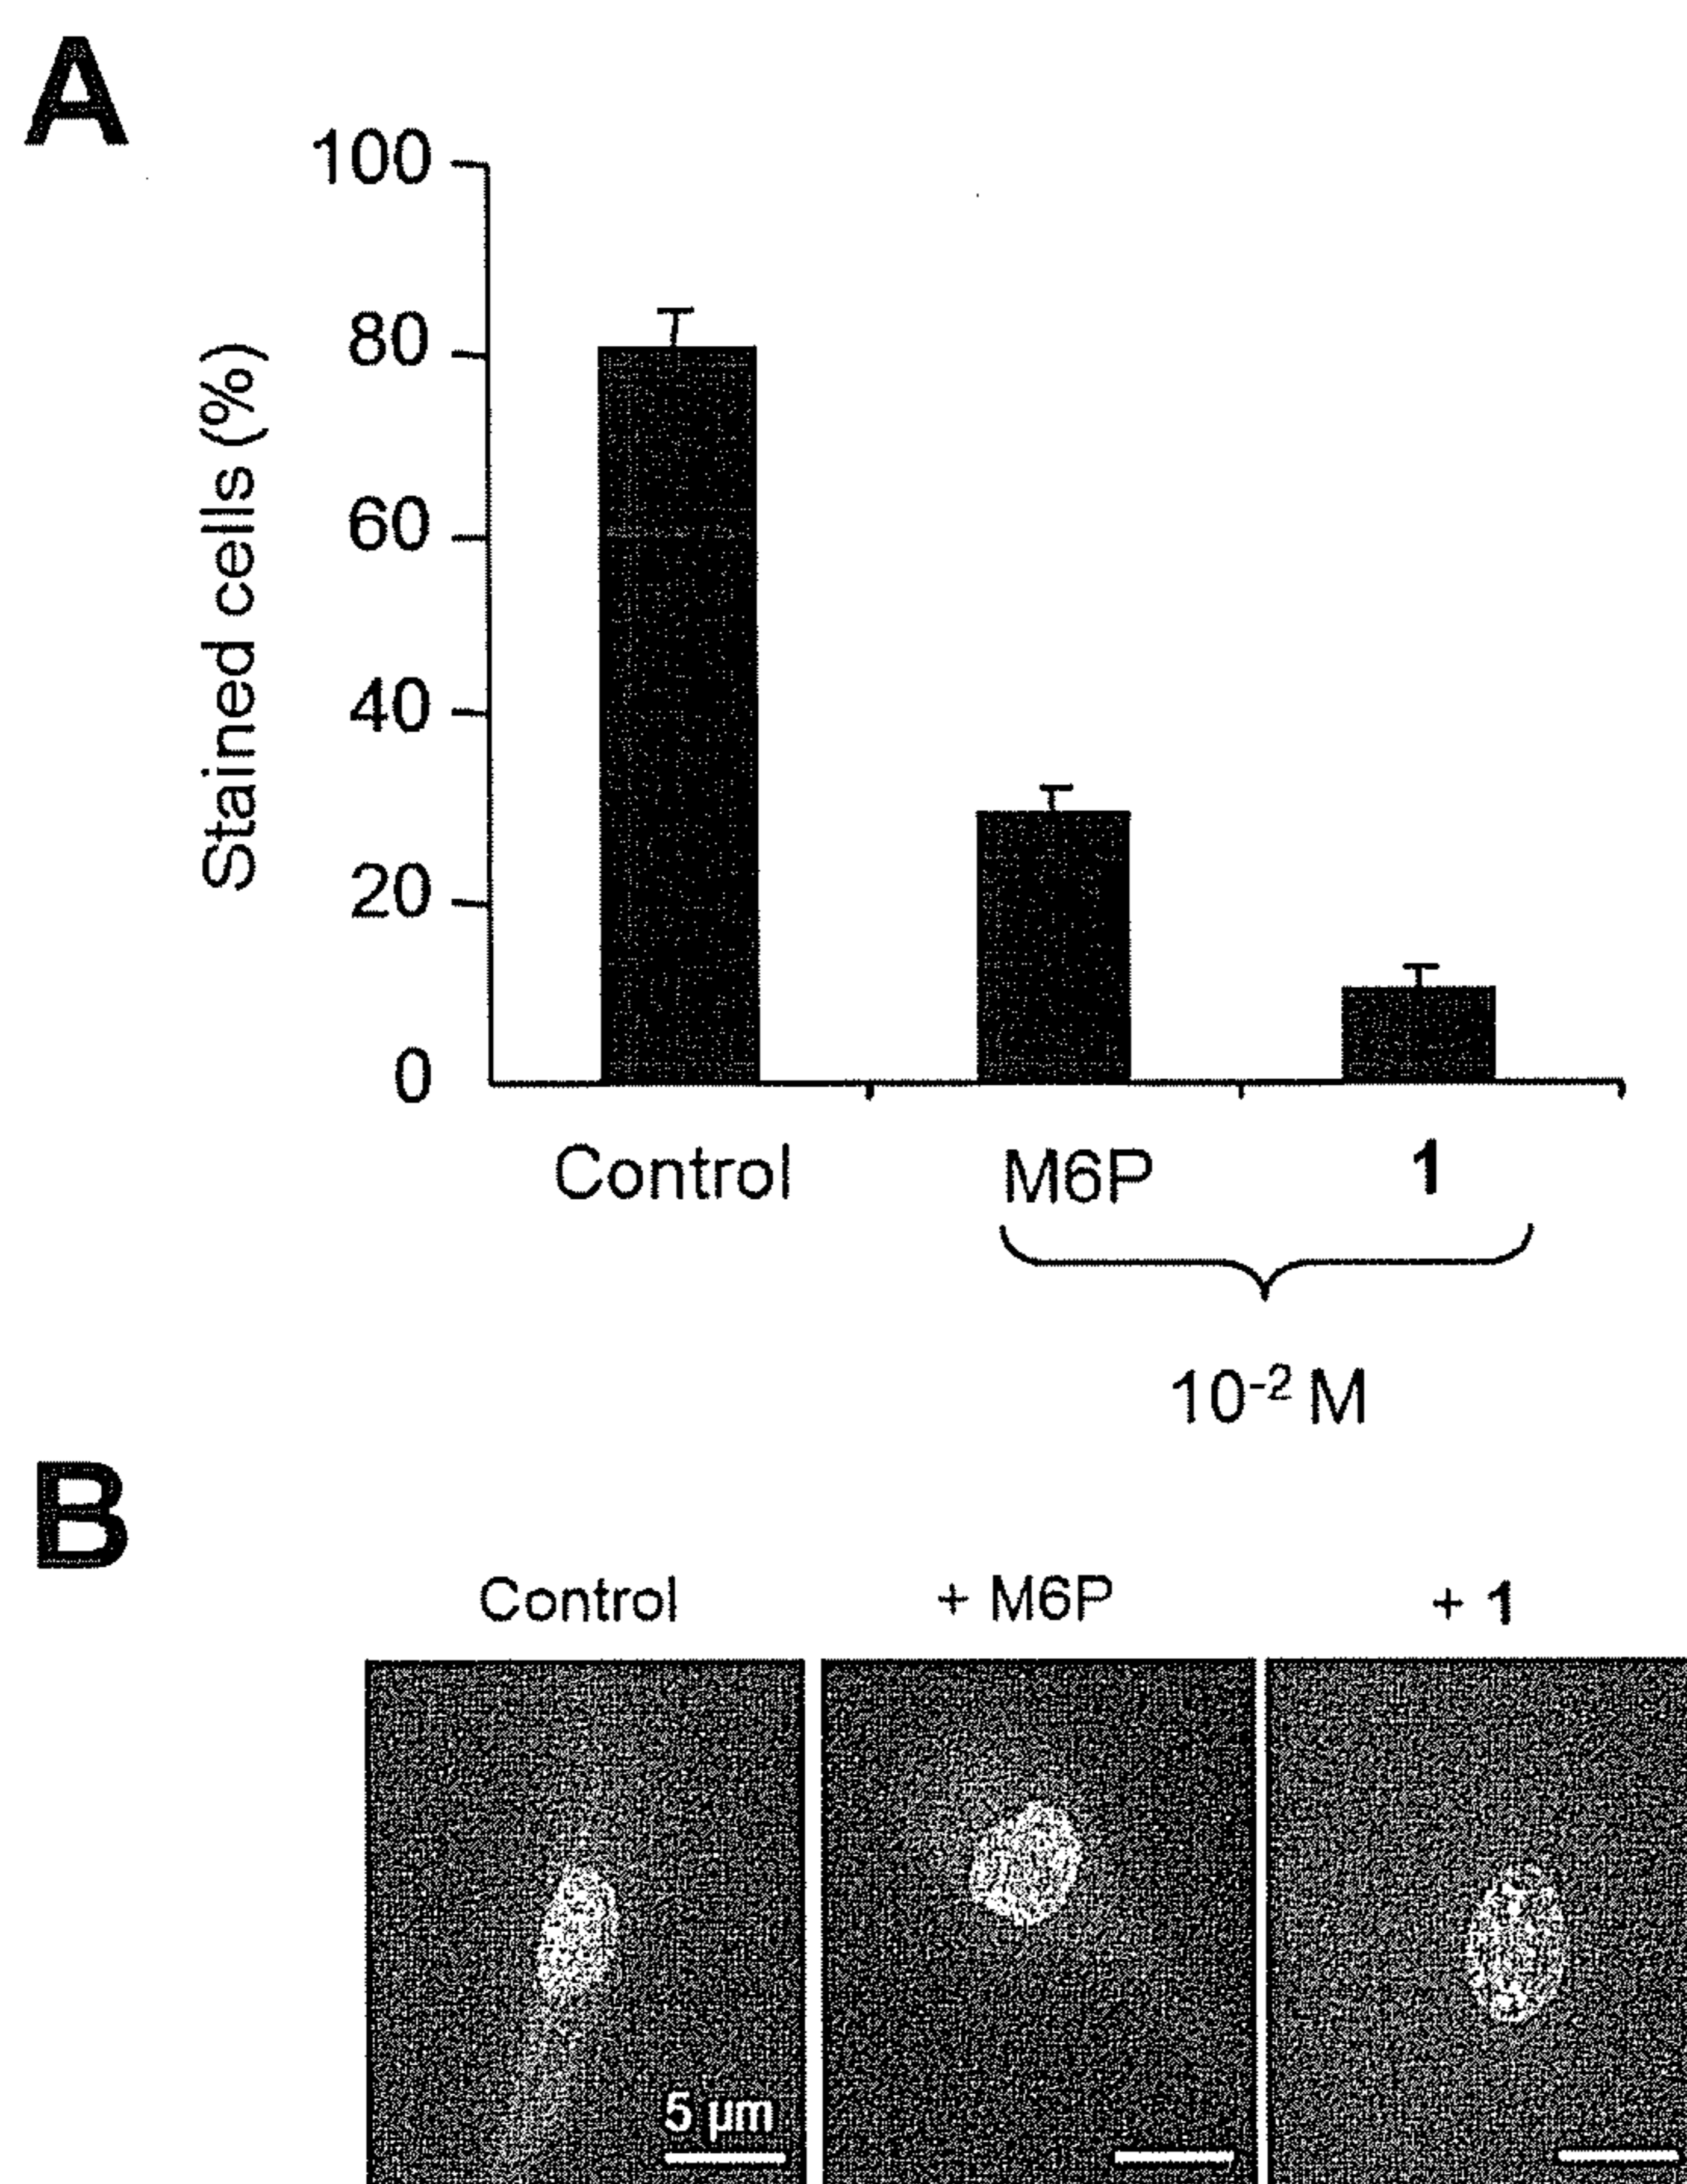 A
100
80
60
40
20
0
Stained cells (%)
Control M6P 1
10⁻² M
B
Control + M6P + 1
5 µm